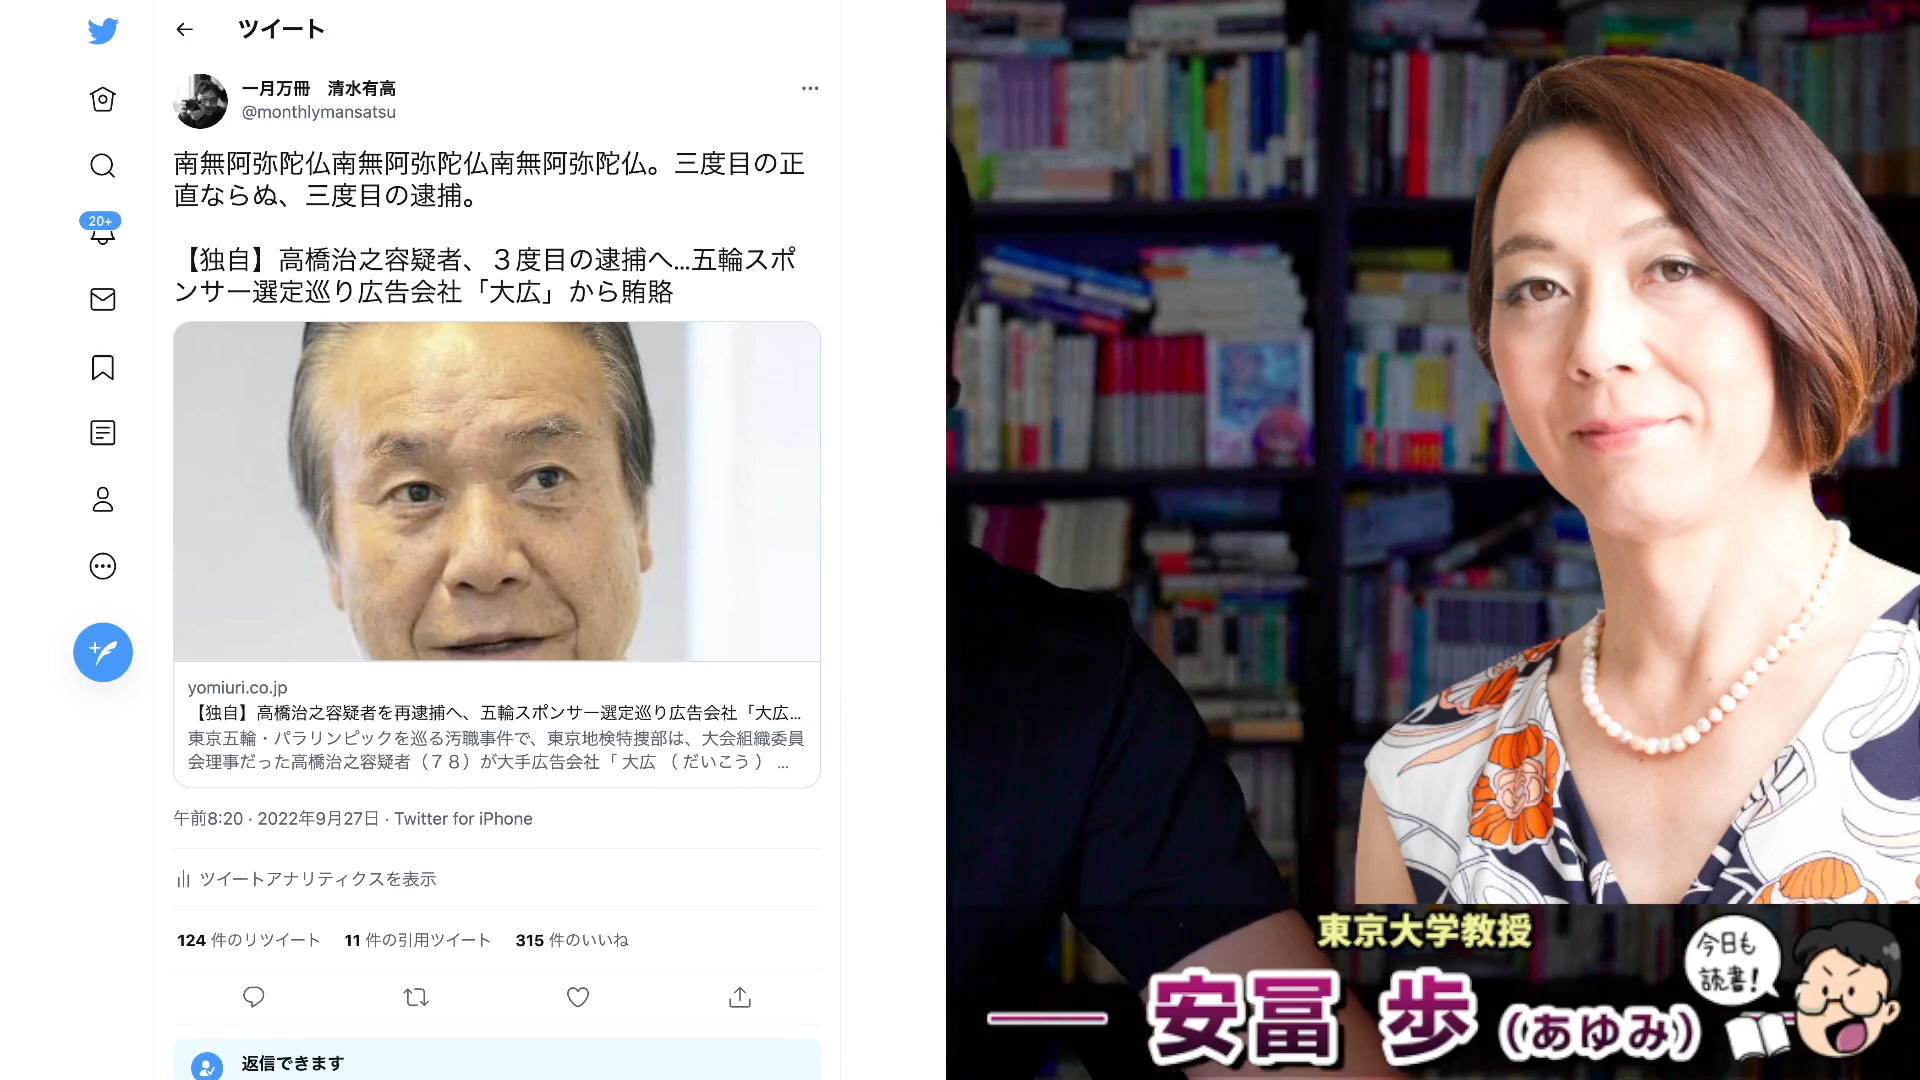 ツイート
一月万冊　清水有高
@monthlymansatsu
南無阿弥陀仏南無阿弥陀仏南無阿弥陀仏。三度目の正
直ならぬ、三度目の逮捕。
【独自】高橋治之容疑者、３度目の逮捕へ…五輪スポ
ンサー選定巡り広告会社「大広」から賄賂
20+
yomiuri.co.jp
【独自】高橋治之容疑者を再逮捕へ、五輪スポンサー選定巡り広告会社「大広…
東京五輪・パラリンピックを巡る汚職事件で、東京地検特捜部は、大会組織委員
会理事だった高橋治之容疑者（７８）が大手広告会社「 大広 （ だいこう ） …
午前8:20 · 2022年9月27日 · Twitter for iPhone
ツイートアナリティクスを表示
124 件のリツイート 11 件の引用ツイート 315 件のいいね
返信できます
東京大学教授
安冨 歩（あゆみ）
今日も
読書！